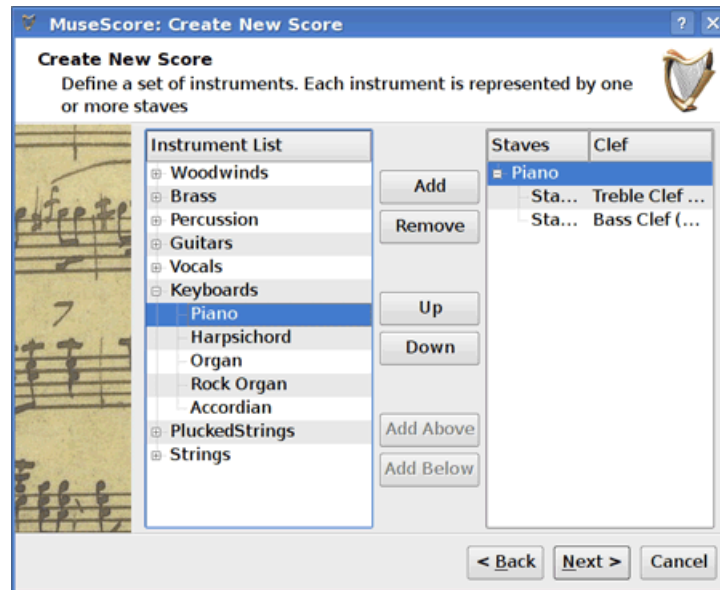 MuseScore: Create New Score
Create New Score
Define a set of instruments. Each instrument is represented by one
or more staves
Instrument List
Woodwinds
Brass
Percussion
Guitars
Vocals
Keyboards
Piano
Harpsichord
Organ
Rock Organ
Accordian
PluckedStrings
Strings
Add
Remove
Up
Down
Add Above
Add Below
Staves Clef
Piano
Sta... Treble Clef ...
Sta... Bass Clef (...
7
< Back Next > Cancel